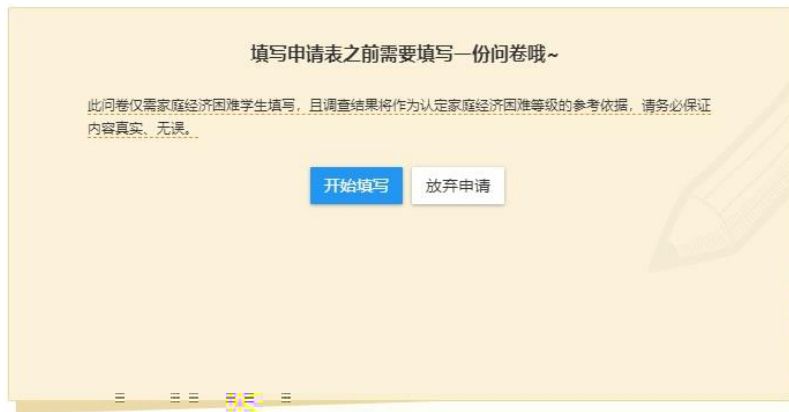 填写申请表之前需要填写一份问卷哦~
此问卷仅需家庭经济困难学生填写，且调查结果将作为认定家庭经济困难等级的参考依据，请务必保证
内容真实、无误。
开始填写 放弃申请